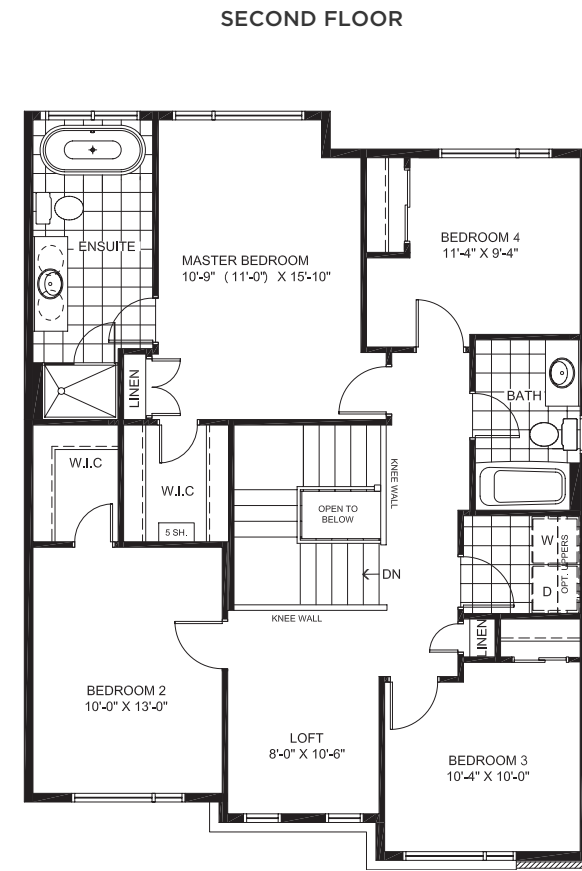 SECOND FLOOR
ENSUITE
MASTER BEDROOM
10'-9" (11'-0") X 15'-10"
BEDROOM 4
11'-4" X 9'-4"
LINEN
BATH
W.I.C
W.I.C
5 SH.
KNEE WALL
OPEN TO
BELOW
DN
W
D
OPT. UPPERS
KNEE WALL
LINEN
BEDROOM 2
10'-0" X 13'-0"
LOFT
8'-0" X 10'-6"
BEDROOM 3
10'-4" X 10'-0"